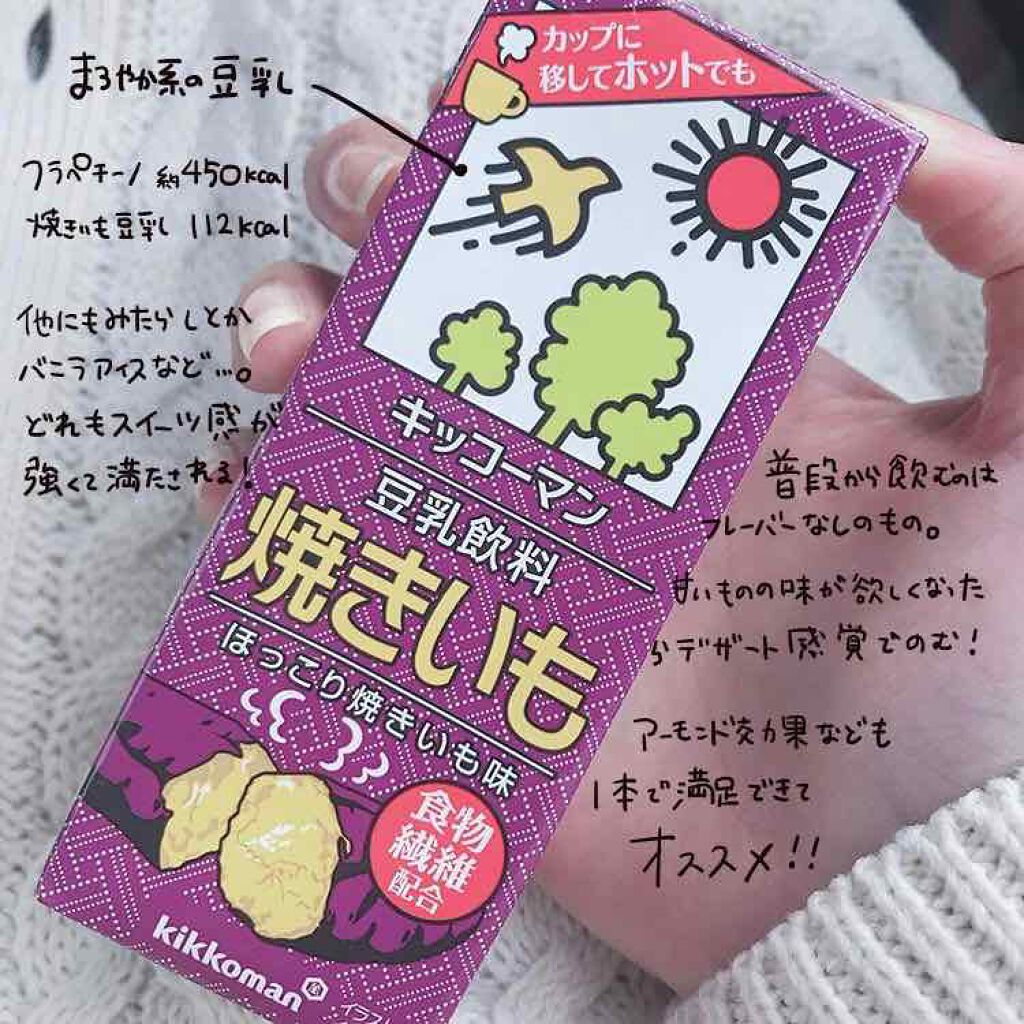 まろやか系の豆乳し
フラペチーノ 約450kcal
焼きいも豆乳 112kcal
他にもみたらしとか
バニラアイスなど…。
どれもスイーツ感が
強くて満たされる!
カップに
移してホットでも
キッコーマン
豆乳飲料
焼きいも
ほっこり焼きいも味
食物
繊維
配合
kikkoman
イラス
普段から飲むのは
フレーバーなしのもの。
甘いものの味が欲しくなった
らデザート感覚でのむ!
アーモンド効果なども
1本で満足できて
オススメ!!